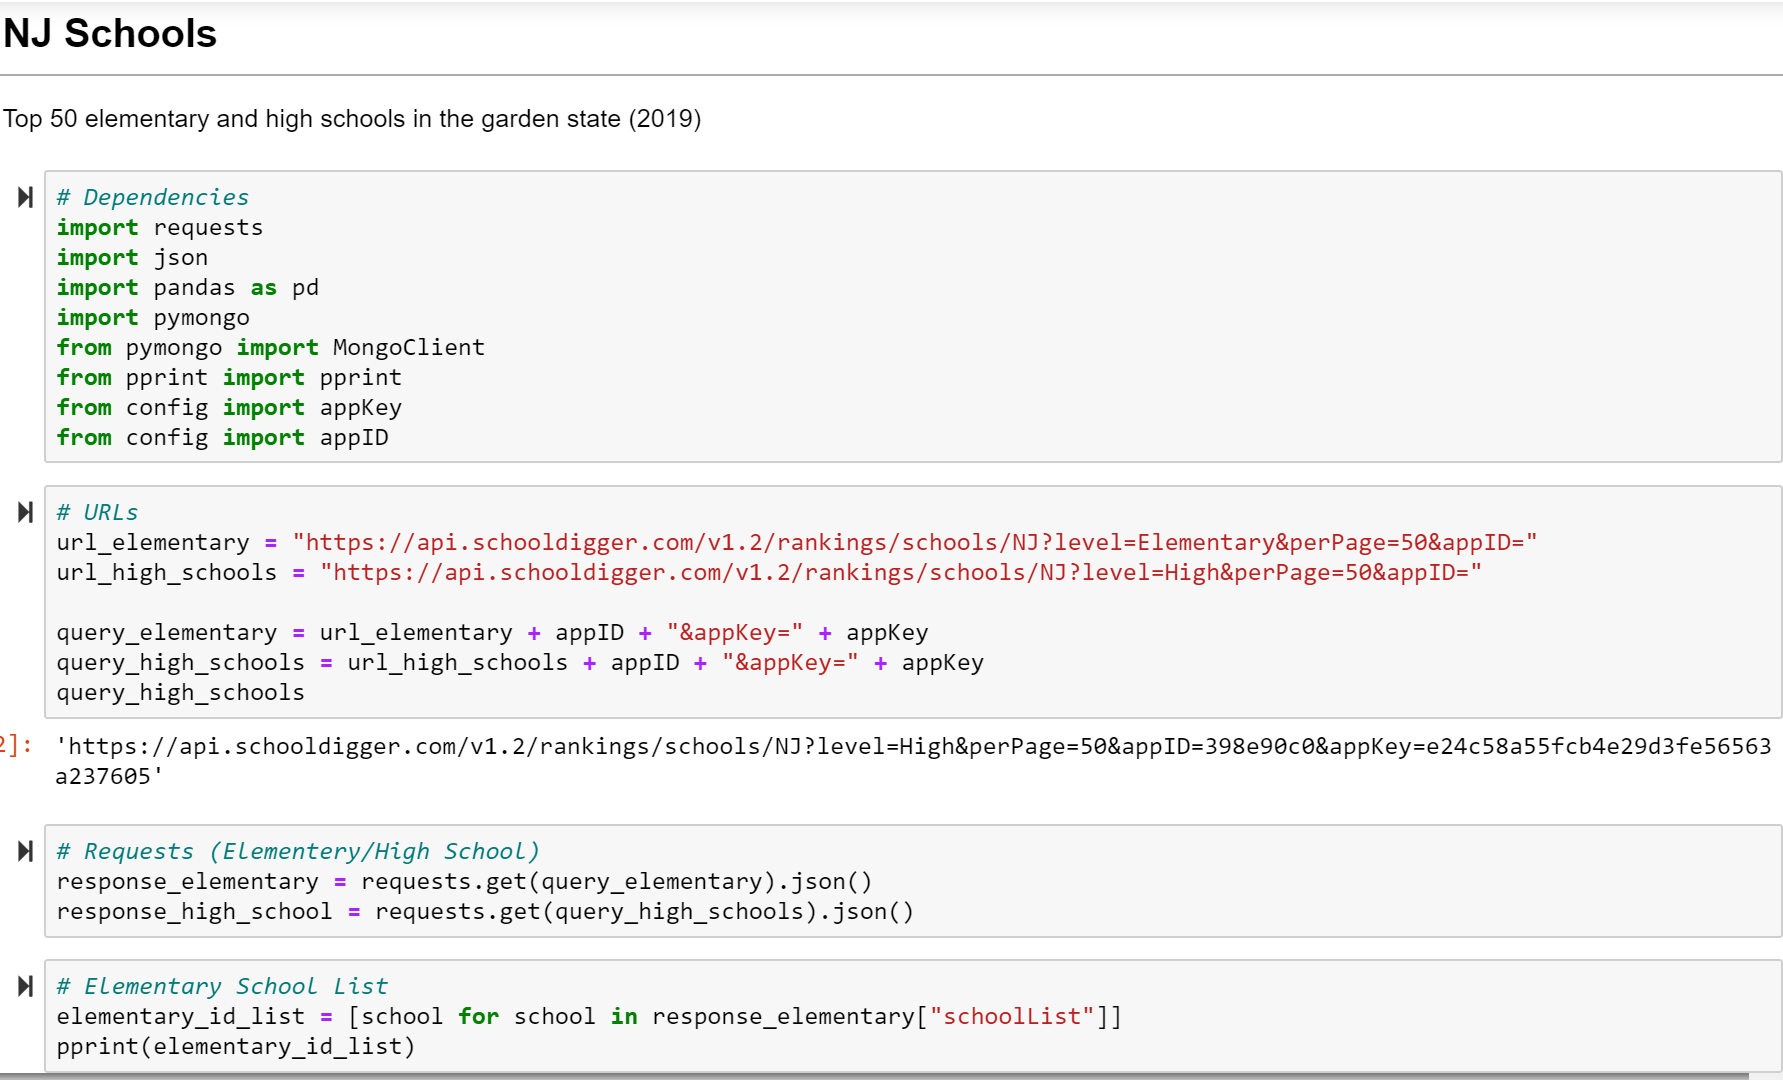 NJ Schools
Top 50 elementary and high schools in the garden state (2019)
# Dependencies
import requests
import json
import pandas as pd
import pymongo
from pymongo import MongoClient
from pprint import pprint
from config import appKey
from config import appID
# URLs
url_elementary = "https://api.schooldigger.com/v1.2/rankings/schools/NJ?level=Elementary&perPage=50&appID="
url_high_schools = "https://api.schooldigger.com/v1.2/rankings/schools/NJ?level=High&perPage=50&appID="
query_elementary = url_elementary + appID + "&appKey=" + appKey
query_high_schools = url_high_schools + appID + "&appKey=" + appKey
query_high_schools
2]: 'https://api.schooldigger.com/v1.2/rankings/schools/NJ?level=High&perPage=50&appID=398e90c0&appKey=e24c58a55fcb4e29d3fe56563
a237605'
# Requests (Elementery/High School)
response_elementary = requests.get(query_elementary).json()
response_high_school = requests.get(query_high_schools).json()
# Elementary School List
elementary_id_list = [school for school in response_elementary["schoolList"]]
pprint(elementary_id_list)